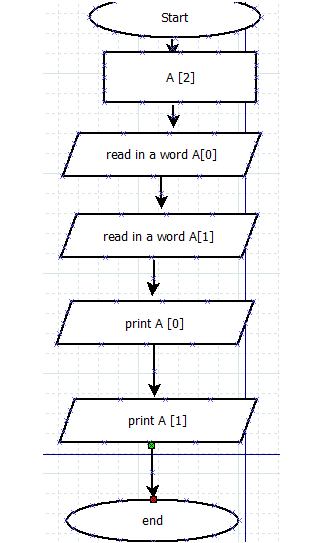 Start
A [2]
read in a word A[0]
read in a word A[1]
print A [0]
print A [1]
end